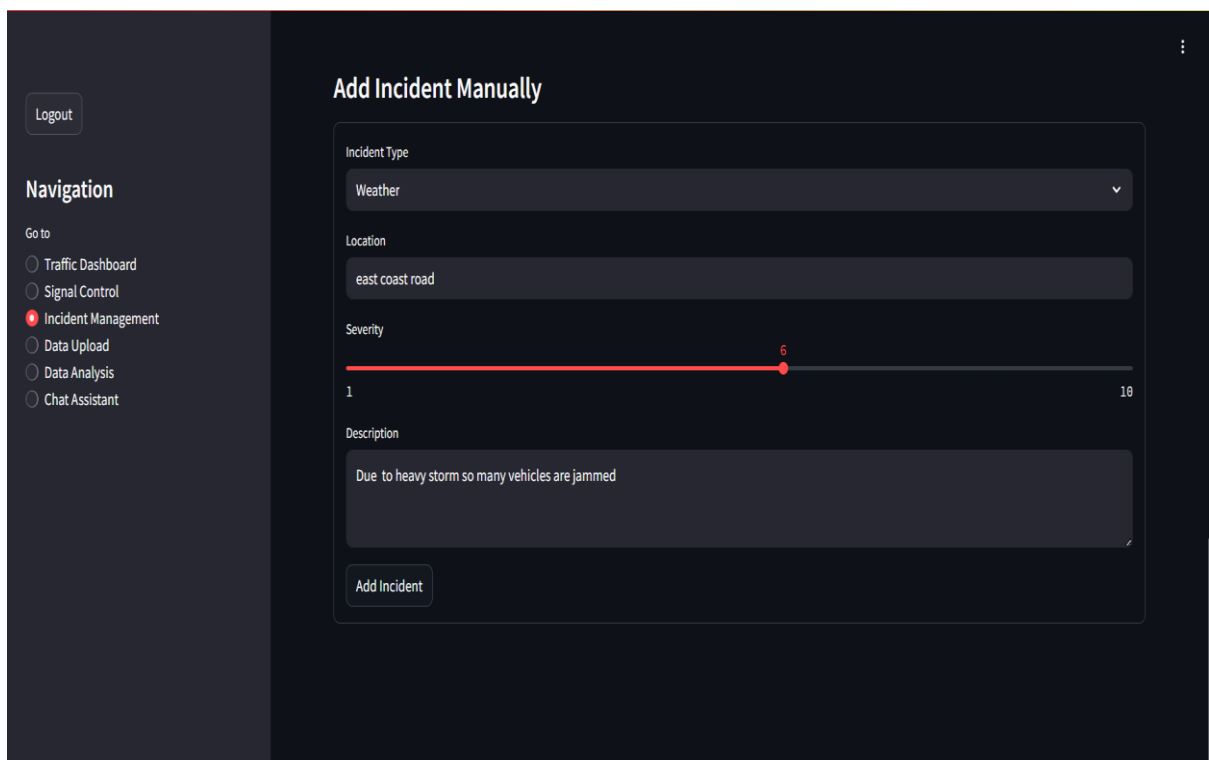 Logout
Navigation
Go to
Traffic Dashboard
Signal Control
Incident Management
Data Upload
Data Analysis
Chat Assistant
Add Incident Manually
Incident Type
Weather
Location
east coast road
Severity
6
1 10
Description
Due  to heavy storm so many vehicles are jammed
Add Incident